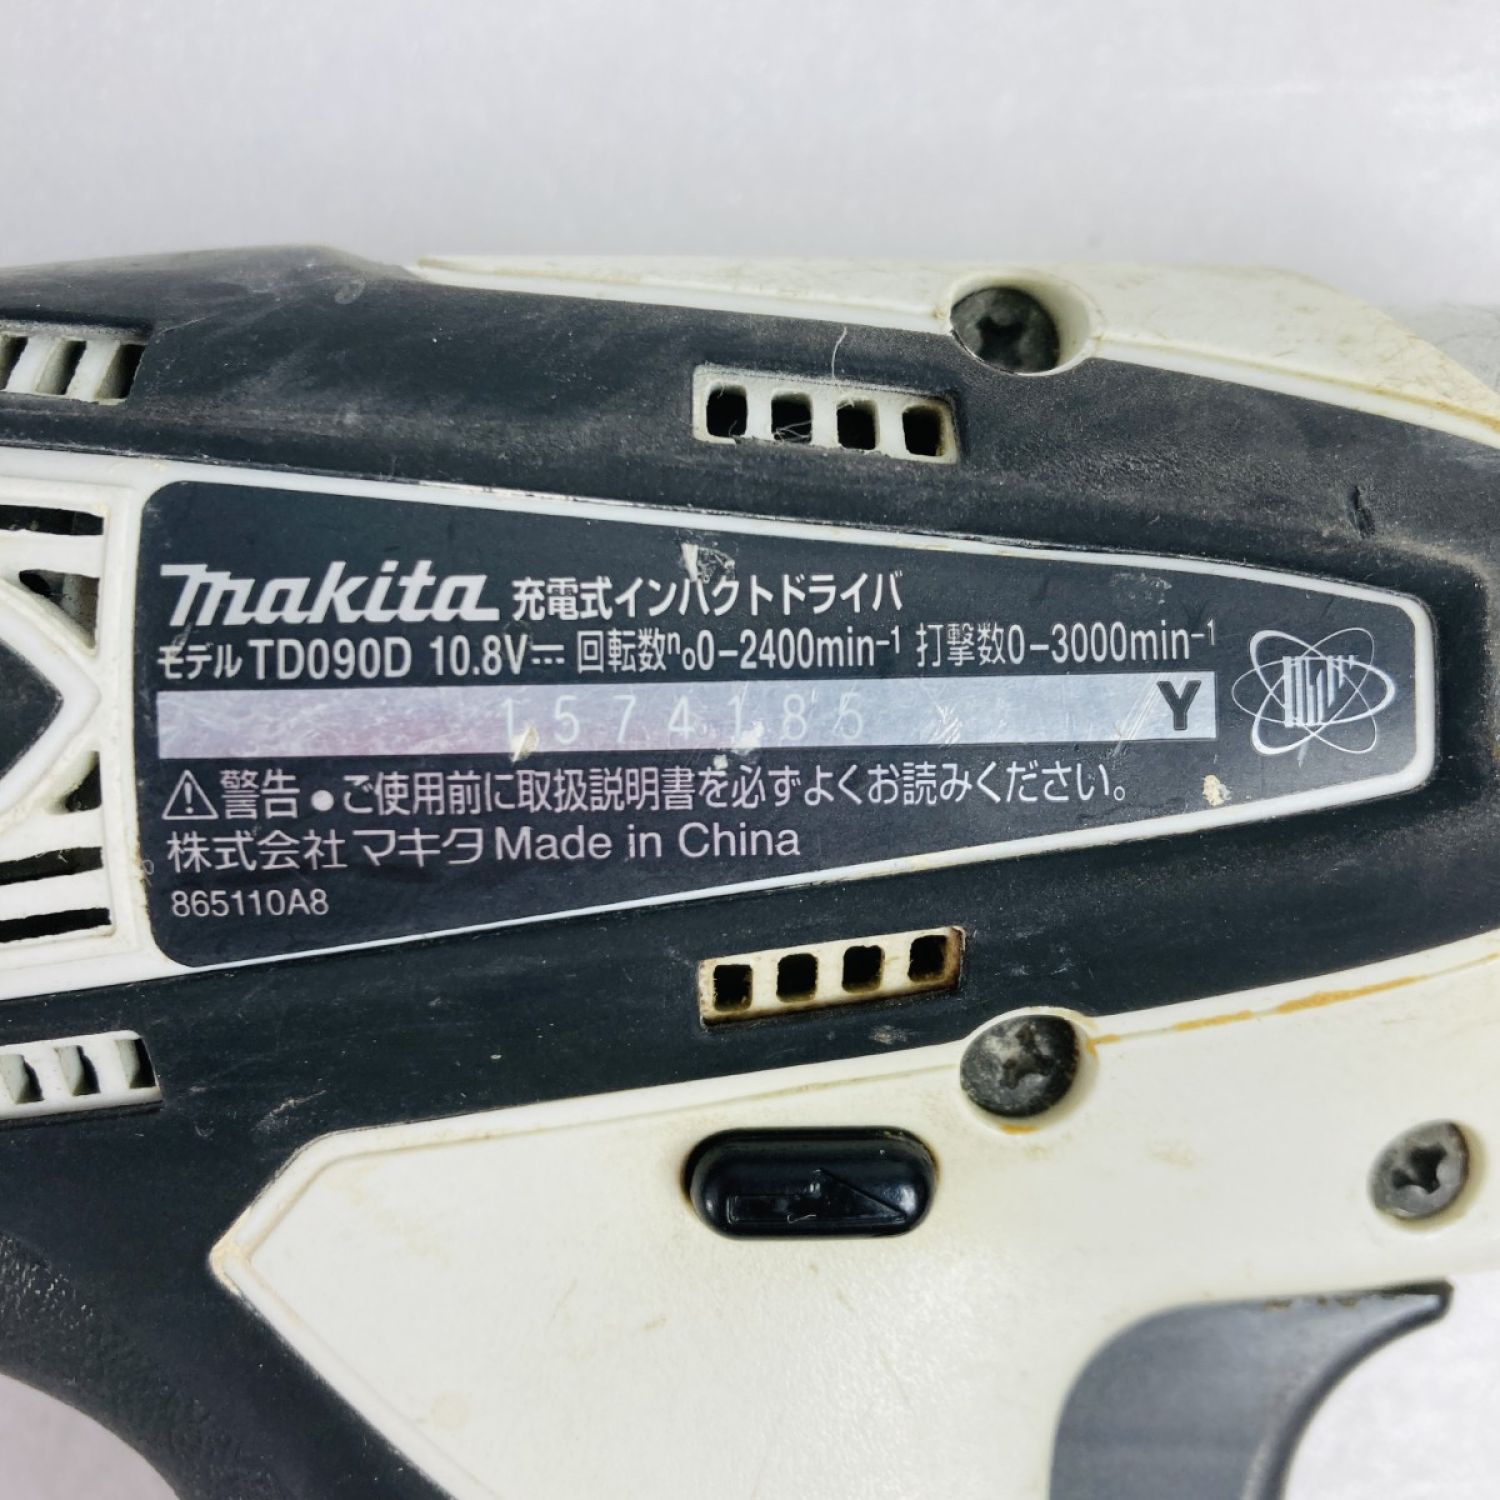 makita 充電式インパクトドライバ
モデル TD090D 10.8V⎓ 回転数n₀0-2400min⁻¹ 打撃数0-3000min⁻¹
1574185 Y
⚠警告 ●ご使用前に取扱説明書を必ずよくお読みください。
株式会社マキタ Made in China
865110A8